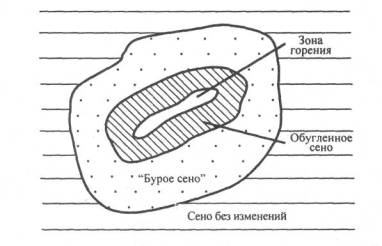 Зона
горения
Обугленное
сено
“Бурое сено”
Сено без изменений